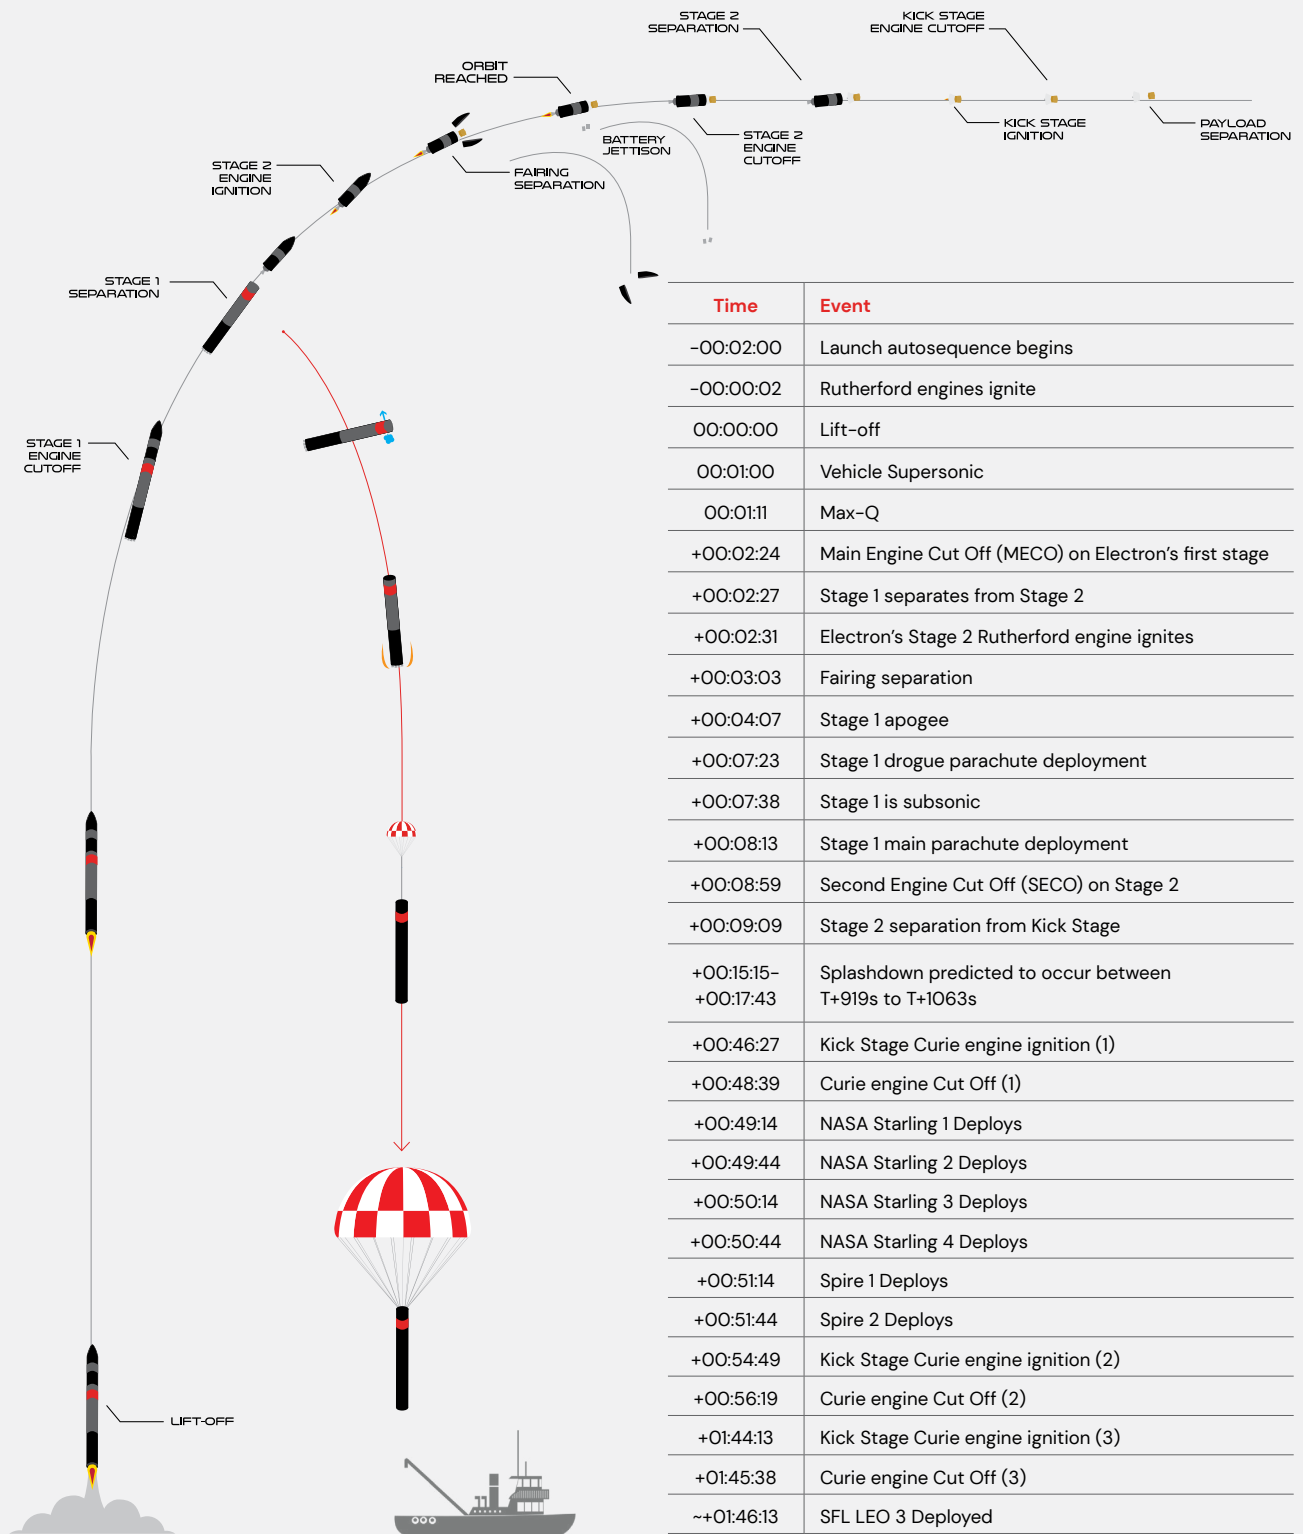 STAGE 2
SEPARATION
KICK STAGE
ENGINE CUTOFF
ORBIT
REACHED
KICK STAGE
IGNITION
PAYLOAD
SEPARATION
BATTERY
JETTISON
STAGE 2
ENGINE
CUTOFF
STAGE 2
ENGINE
IGNITION
FAIRING
SEPARATION
STAGE 1
SEPARATION
STAGE 1
ENGINE
CUTOFF
LIFT-OFF
Time Event
-00:02:00 Launch autosequence begins
-00:00:02 Rutherford engines ignite
00:00:00 Lift-off
00:01:00 Vehicle Supersonic
00:01:11 Max-Q
+00:02:24 Main Engine Cut Off (MECO) on Electron's first stage
+00:02:27 Stage 1 separates from Stage 2
+00:02:31 Electron's Stage 2 Rutherford engine ignites
+00:03:03 Fairing separation
+00:04:07 Stage 1 apogee
+00:07:23 Stage 1 drogue parachute deployment
+00:07:38 Stage 1 is subsonic
+00:08:13 Stage 1 main parachute deployment
+00:08:59 Second Engine Cut Off (SECO) on Stage 2
+00:09:09 Stage 2 separation from Kick Stage
+00:15:15- Splashdown predicted to occur between
+00:17:43 T+919s to T+1063s
+00:46:27 Kick Stage Curie engine ignition (1)
+00:48:39 Curie engine Cut Off (1)
+00:49:14 NASA Starling 1 Deploys
+00:49:44 NASA Starling 2 Deploys
+00:50:14 NASA Starling 3 Deploys
+00:50:44 NASA Starling 4 Deploys
+00:51:14 Spire 1 Deploys
+00:51:44 Spire 2 Deploys
+00:54:49 Kick Stage Curie engine ignition (2)
+00:56:19 Curie engine Cut Off (2)
+01:44:13 Kick Stage Curie engine ignition (3)
+01:45:38 Curie engine Cut Off (3)
~+01:46:13 SFL LEO 3 Deployed